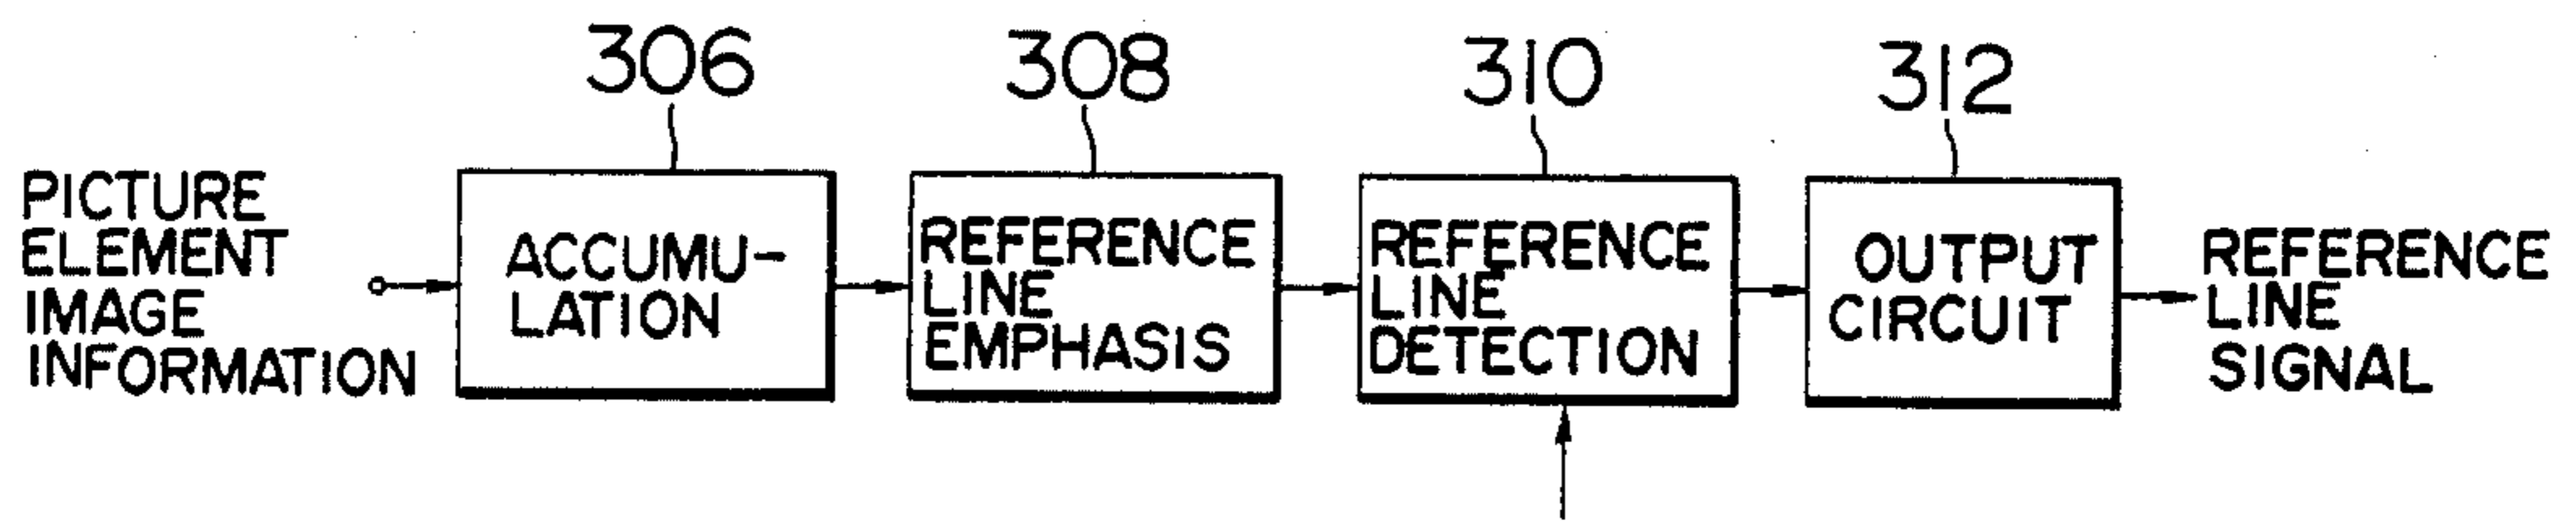 306
308
310
312
PICTURE
ELEMENT
IMAGE
INFORMATION
ACCUMU-
LATION
REFERENCE
LINE
EMPHASIS
REFERENCE
LINE
DETECTION
OUTPUT
CIRCUIT
REFERENCE
LINE
SIGNAL